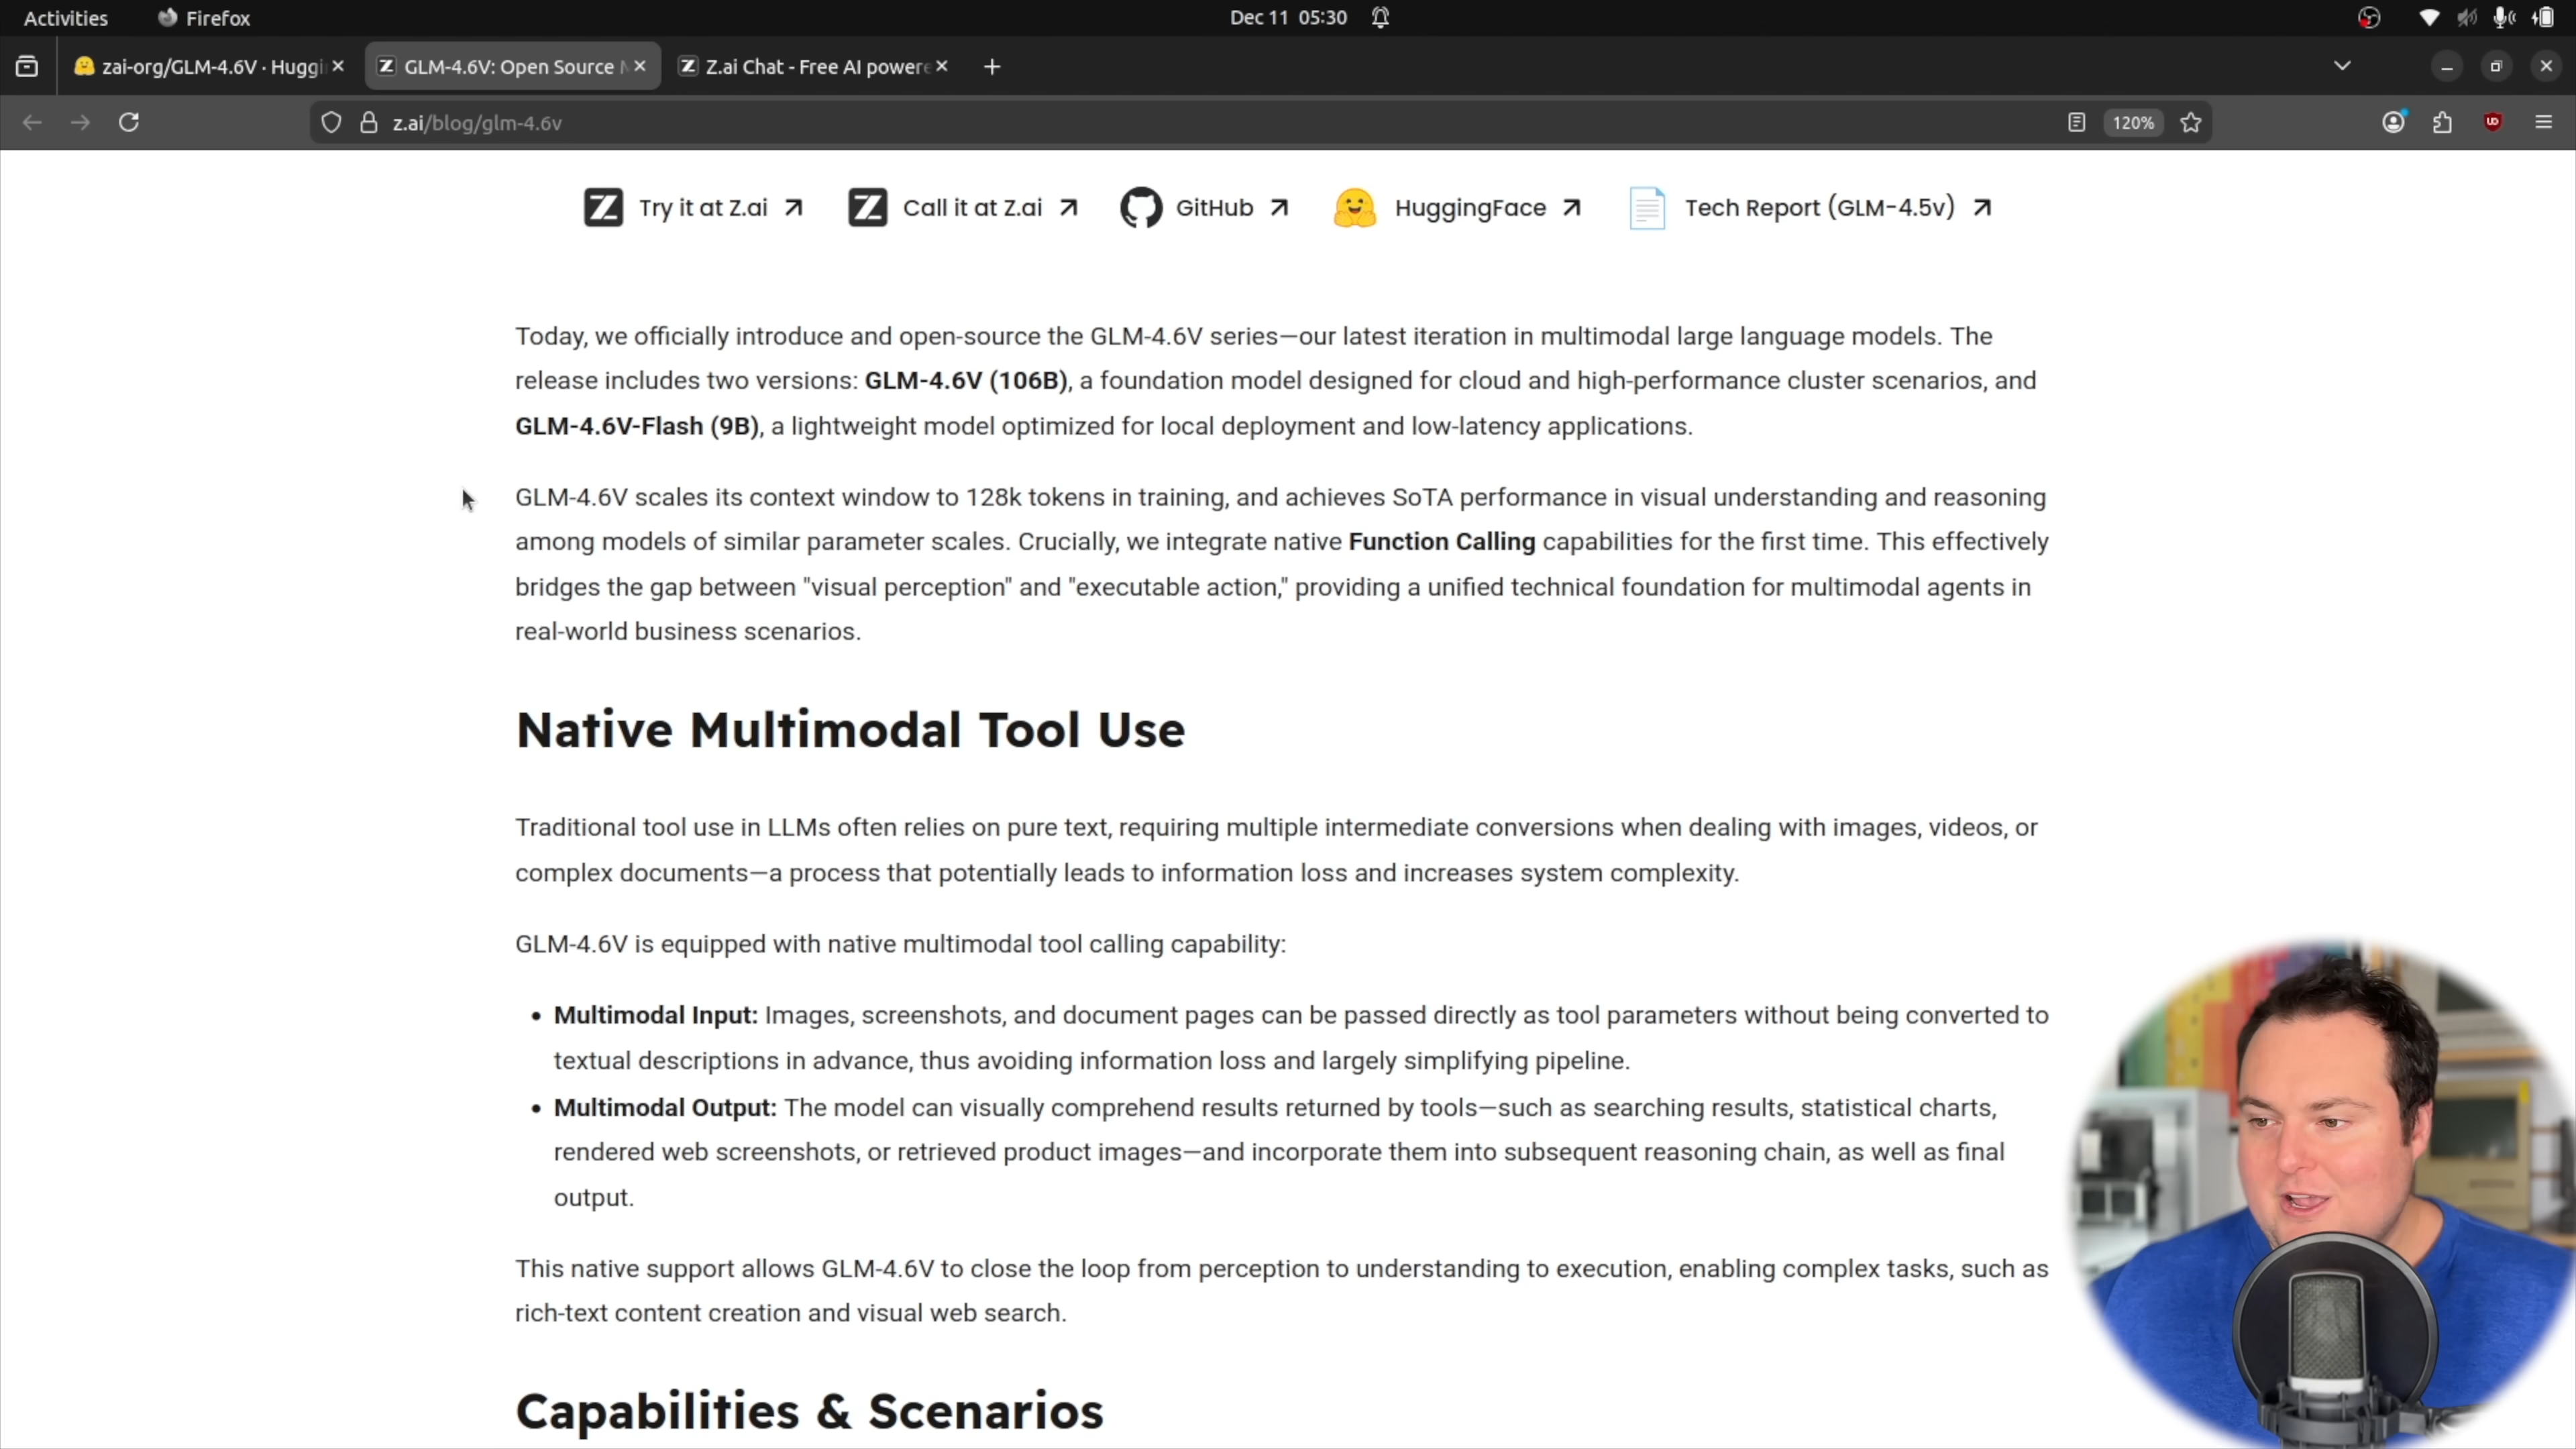 Activities Firefox Dec 11 05:30
zai-org/GLM-4.6V · Huggi GLM-4.6V: Open Source Z.ai Chat - Free AI power
z.ai/blog/glm-4.6v 120%
Try it at Z.ai Call it at Z.ai GitHub HuggingFace Tech Report (GLM-4.5v)
Today, we officially introduce and open-source the GLM-4.6V series—our latest iteration in multimodal large language models. The
release includes two versions: GLM-4.6V (106B), a foundation model designed for cloud and high-performance cluster scenarios, and
GLM-4.6V-Flash (9B), a lightweight model optimized for local deployment and low-latency applications.
GLM-4.6V scales its context window to 128k tokens in training, and achieves SoTA performance in visual understanding and reasoning
among models of similar parameter scales. Crucially, we integrate native Function Calling capabilities for the first time. This effectively
bridges the gap between "visual perception" and "executable action," providing a unified technical foundation for multimodal agents in
real-world business scenarios.
Native Multimodal Tool Use
Traditional tool use in LLMs often relies on pure text, requiring multiple intermediate conversions when dealing with images, videos, or
complex documents—a process that potentially leads to information loss and increases system complexity.
GLM-4.6V is equipped with native multimodal tool calling capability:
• Multimodal Input: Images, screenshots, and document pages can be passed directly as tool parameters without being converted to
textual descriptions in advance, thus avoiding information loss and largely simplifying pipeline.
• Multimodal Output: The model can visually comprehend results returned by tools—such as searching results, statistical charts,
rendered web screenshots, or retrieved product images—and incorporate them into subsequent reasoning chain, as well as final
output.
This native support allows GLM-4.6V to close the loop from perception to understanding to execution, enabling complex tasks, such as
rich-text content creation and visual web search.
Capabilities & Scenarios